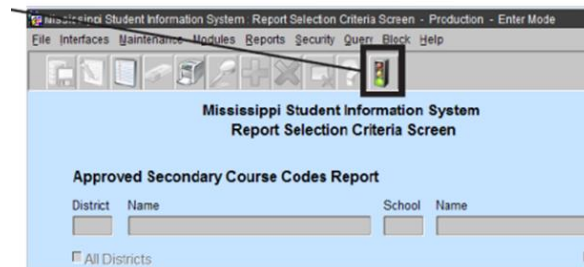 Mississippi Student Information System : Report Selection Criteria Screen - Production - Enter Mode
File Interfaces Maintenance Modules Reports Security Query Block Help
Mississippi Student Information System
Report Selection Criteria Screen
Approved Secondary Course Codes Report
District Name School Name
All Districts